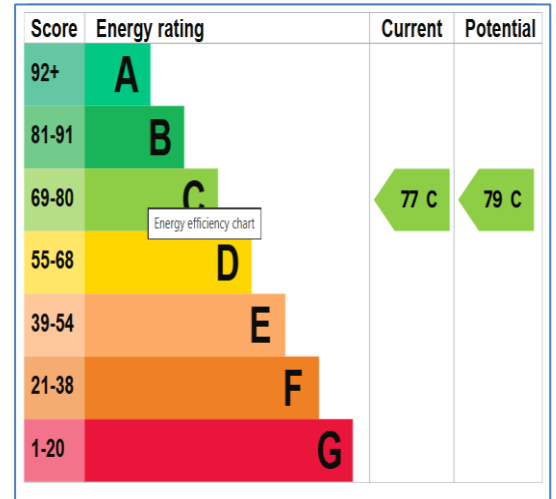 Score Energy rating Current Potential
92+ A
81-91 B
69-80 C 77 C 79 C
Energy efficiency chart
55-68 D
39-54 E
21-38 F
1-20 G